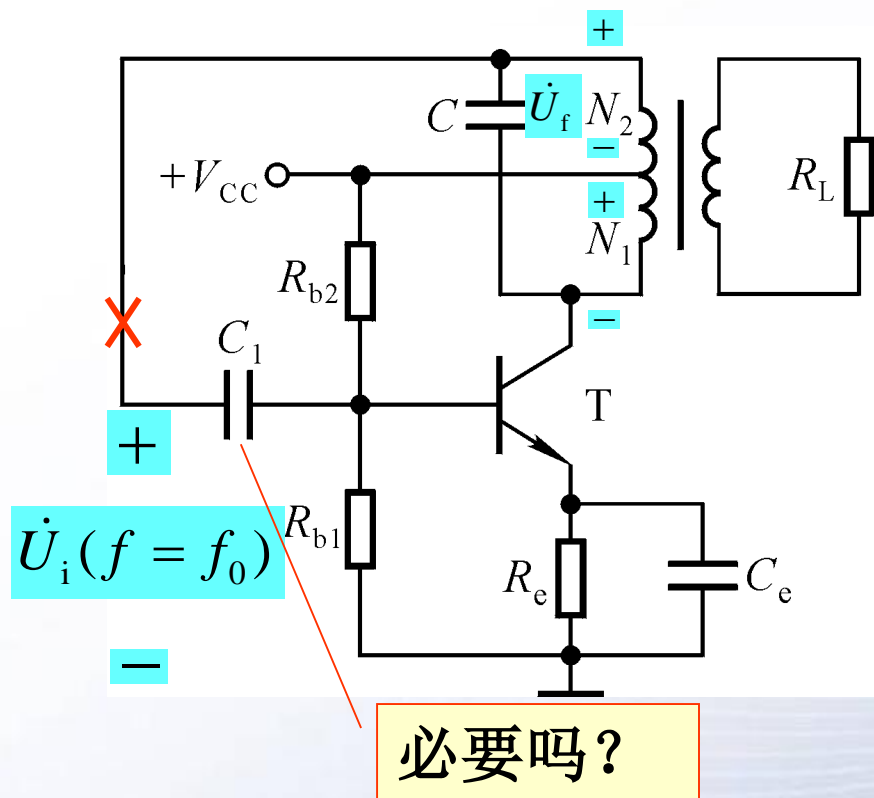 +
C
U̇f
N2
−
+VCC
+
N1
RL
Rb2
−
C1
T
+
U̇i(f = f0)
Rb1
Re
Ce
−
必要吗?